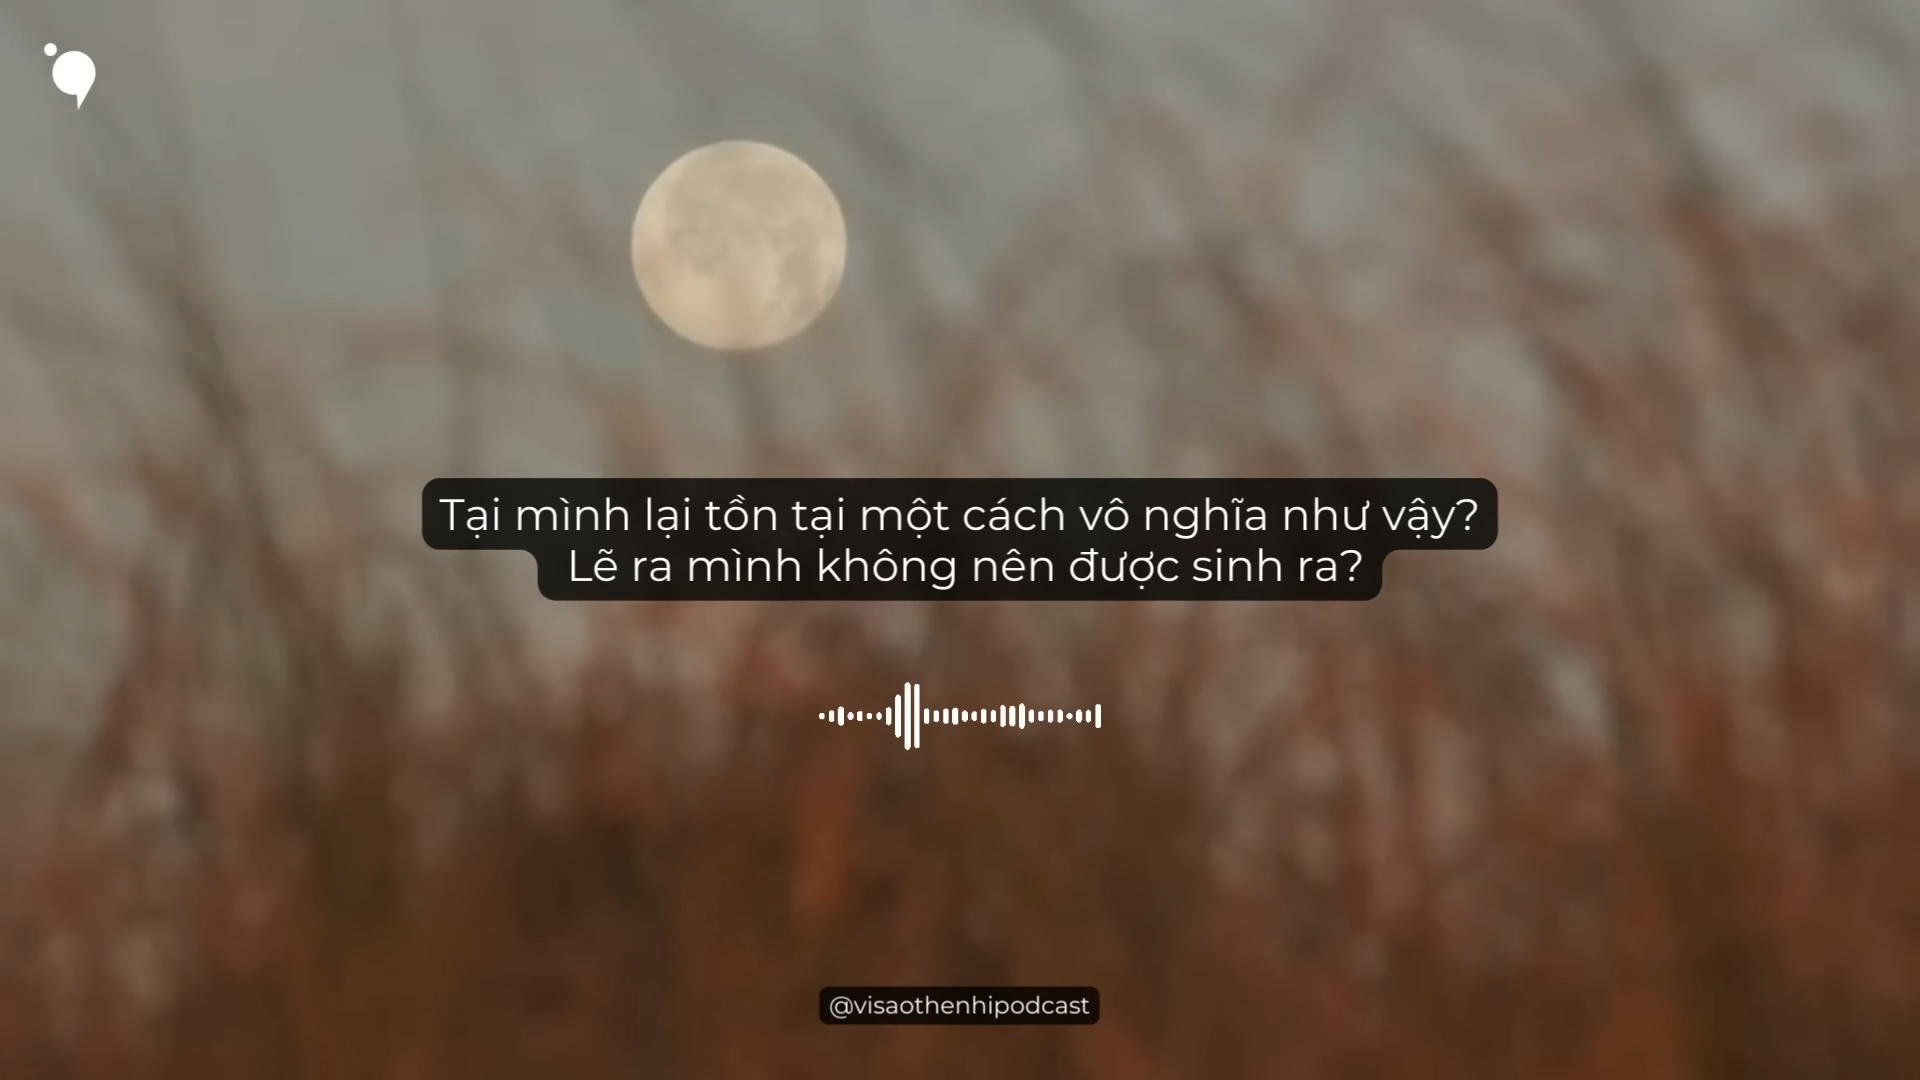 Tại mình lại tồn tại một cách vô nghĩa như vậy?
Lẽ ra mình không nên được sinh ra?
@visaothenhipodcast